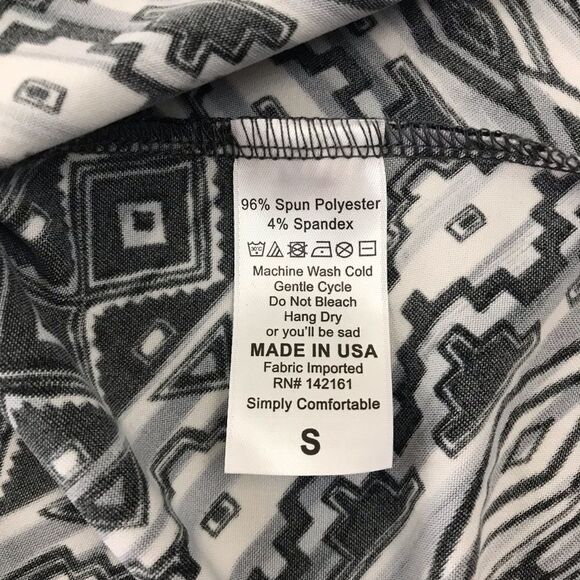 96% Spun Polyester
4% Spandex
30°C
Machine Wash Cold
Gentle Cycle
Do Not Bleach
Hang Dry
or you'll be sad
MADE IN USA
Fabric Imported
RN# 142161
Simply Comfortable
S